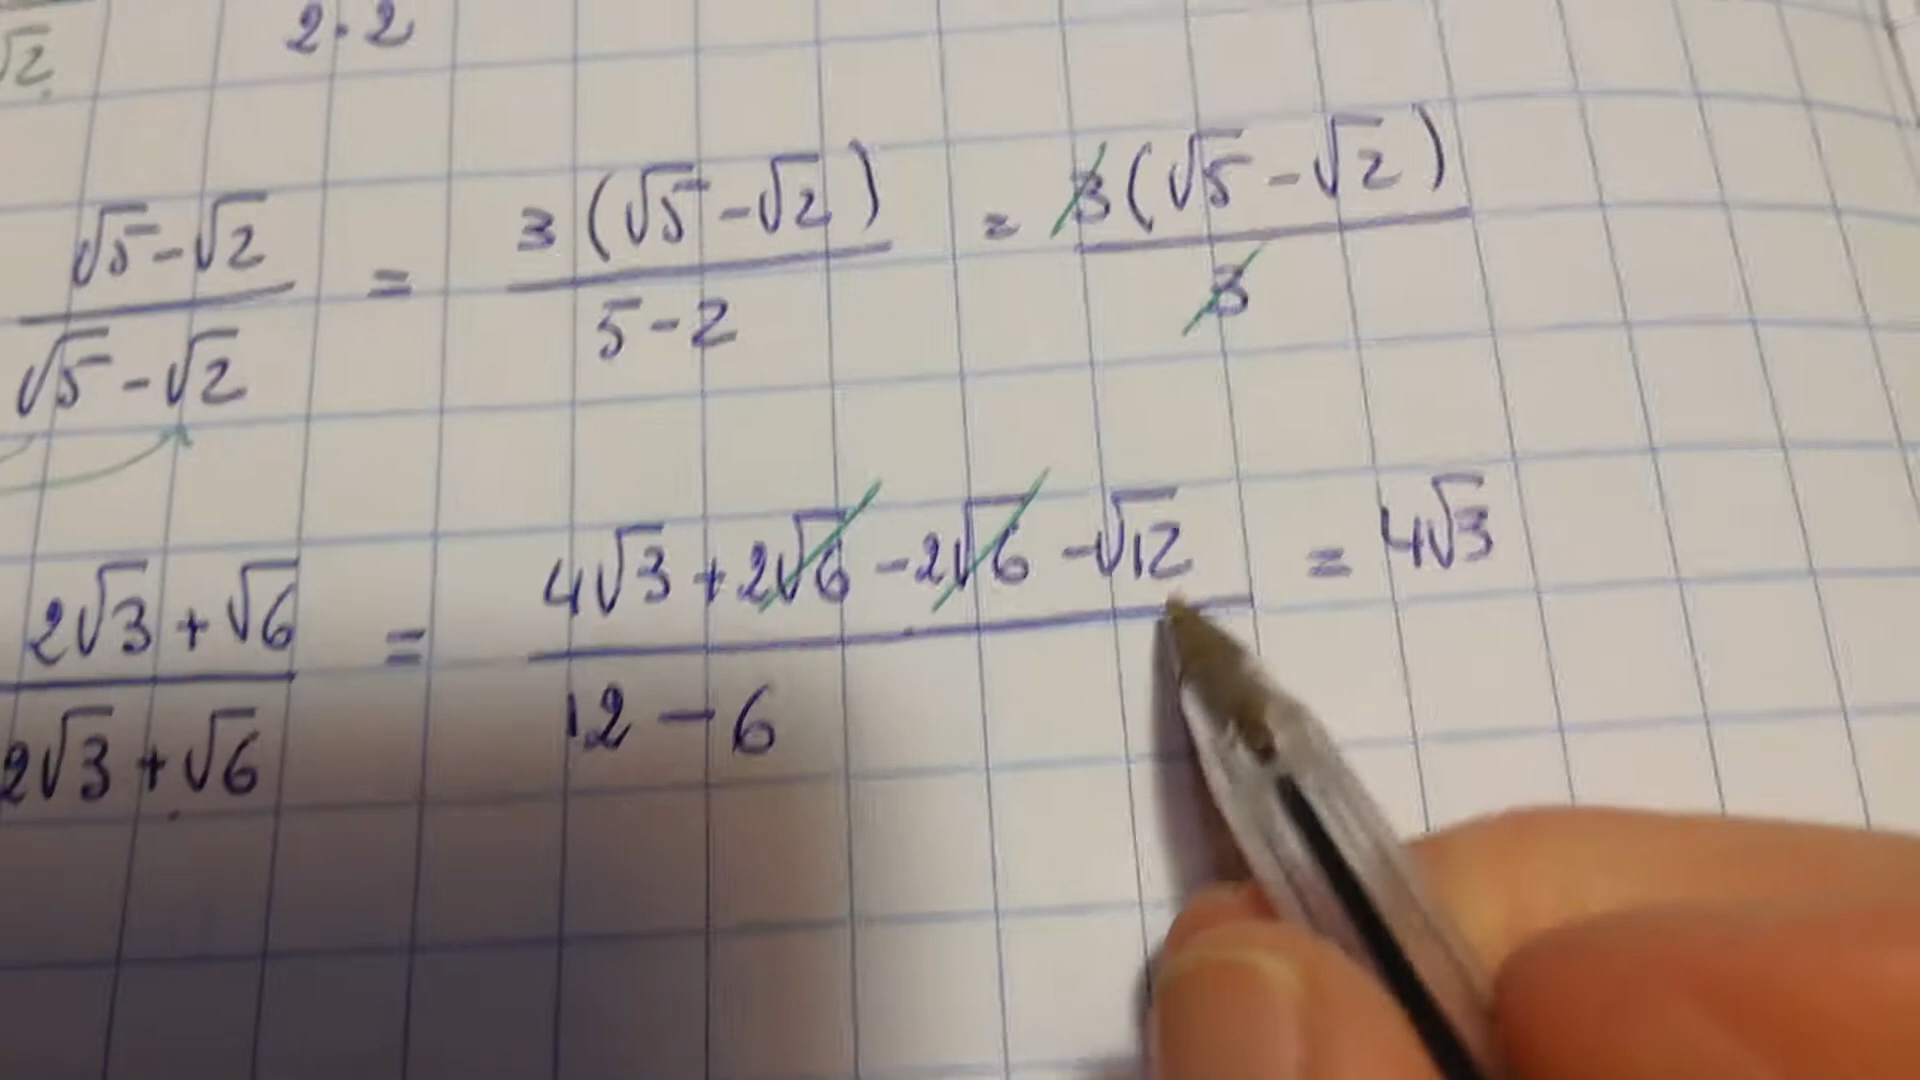 √2
2·2
√5-√2 / √5-√2 = 3(√5-√2) / 5-2 = 3(√5-√2) / 3
2√3+√6 / 2√3+√6 = 4√3+2√6-2√6-√12 / 12-6 = 4√3